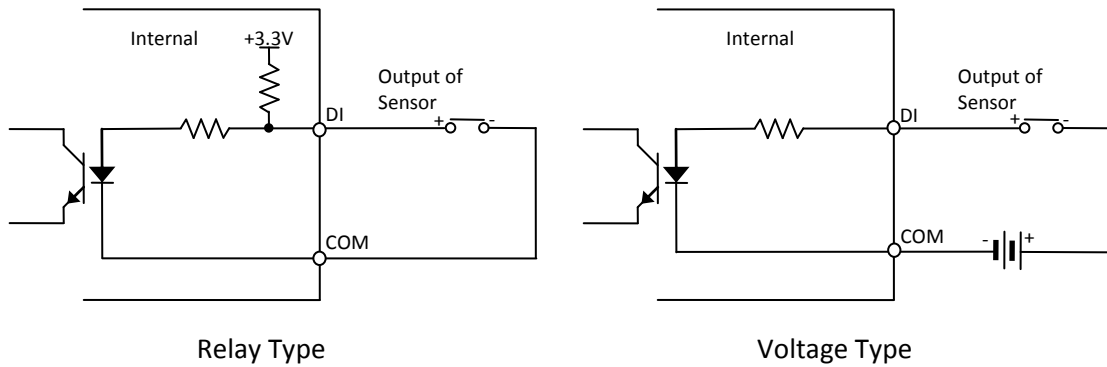 Internal
+3.3V
Output of
Sensor
DI
+
-
COM
Relay Type
Internal
Output of
Sensor
DI
+
-
COM
-
+
Voltage Type